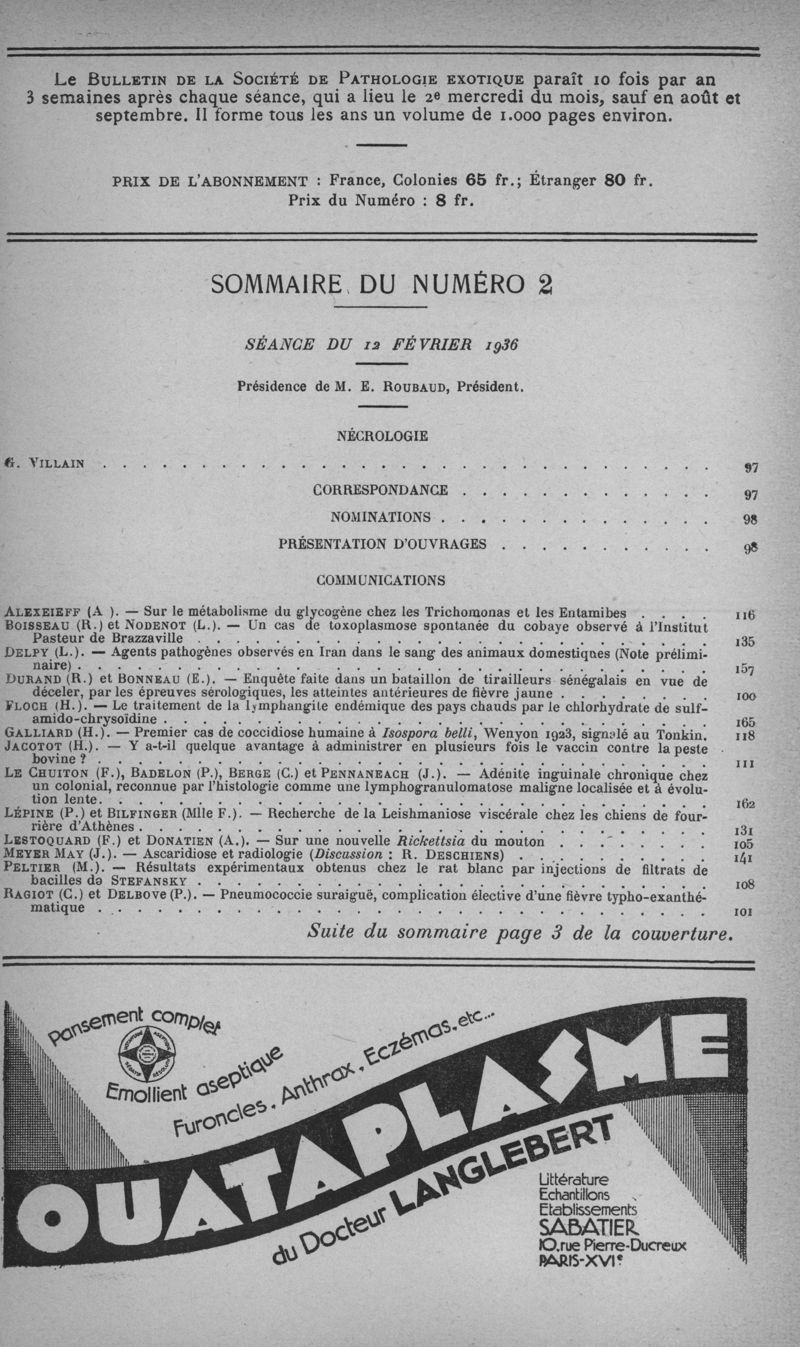 Le Bulletin de la Société de Pathologie exotique paraît 10 fois par an
3 semaines après chaque séance, qui a lieu le 2e mercredi du mois, sauf en août et
septembre. Il forme tous les ans un volume de 1.000 pages environ.
PRIX DE L'ABONNEMENT : France, Colonies 65 fr.; Étranger 80 fr.
Prix du Numéro : 8 fr.
SOMMAIRE DU NUMÉRO 2
SÉANCE DU 12 FÉVRIER 1936
Présidence de M. E. Roubaud, Président.
NÉCROLOGIE
G. Villain . . . . . . . . . . 97
CORRESPONDANCE . . . . . . . . . . 97
NOMINATIONS . . . . . . . . . . 98
PRÉSENTATION D'OUVRAGES . . . . . . . . . . 98
COMMUNICATIONS
Alexeieff (A ). — Sur le métabolisme du glycogène chez les Trichomonas et les Entamibes . . . . 116
Boisseau (R.) et Nodenot (L.). — Un cas de toxoplasmose spontanée du cobaye observé à l'Institut
Pasteur de Brazzaville . . . . . . . . . . 135
Delpy (L.). — Agents pathogènes observés en Iran dans le sang des animaux domestiques (Note prélimi-
naire) . . . . . . . . . . 157
Durand (R.) et Bonneau (E.). — Enquête faite dans un bataillon de tirailleurs sénégalais en vue de
déceler, par les épreuves sérologiques, les atteintes antérieures de fièvre jaune . . . . . . . . 100
Floch (H.). — Le traitement de la lymphangite endémique des pays chauds par le chlorhydrate de sulf-
amido-chrysoïdine . . . . . . . . . . 165
Galliard (H.). — Premier cas de coccidiose humaine à Isospora belli, Wenyon 1923, signalé au Tonkin. 118
Jacotot (H.). — Y a-t-il quelque avantage à administrer en plusieurs fois le vaccin contre la peste
bovine ? . . . . . . . . . . 111
Le Chuiton (F.), Badelon (P.), Berge (C.) et Pennaneach (J.). — Adénite inguinale chronique chez
un colonial, reconnue par l'histologie comme une lymphogranulomatose maligne localisée et à évolu-
tion lente. . . . . . . . . . . 162
Lépine (P.) et Bilfinger (Mlle F.). — Recherche de la Leishmaniose viscérale chez les chiens de four-
rière d'Athènes . . . . . . . . . . 131
Lestoquard (F.) et Donatien (A.). — Sur une nouvelle Rickettsia du mouton . . . . . . . . 105
Meyer May (J.). — Ascaridiose et radiologie (Discussion : R. Deschiens) . . . . . . . . . . 141
Peltier (M.). — Résultats expérimentaux obtenus chez le rat blanc par injections de filtrats de
bacilles de Stefansky . . . . . . . . . . 108
Ragiot (C.) et Delbove (P.). — Pneumococcie suraiguë, complication élective d'une fièvre typho-exanthé-
matique . . . . . . . . . . 101
Suite du sommaire page 3 de la couverture.
Pansement complet
Emollient aseptique
Furoncles, Anthrax, Eczémas, etc...
OUATAPLASME
du Docteur LANGLEBERT
Littérature
Echantillons
Etablissements
SABATIER
10, rue Pierre-Ducreux
PARIS-XVIe